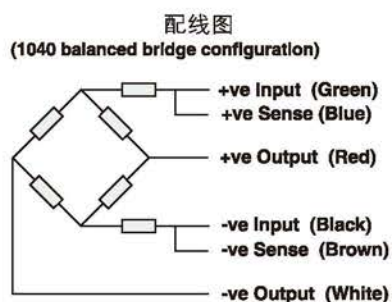 配线图
(1040 balanced bridge configuration)
+ve Input (Green)
+ve Sense (Blue)
+ve Output (Red)
-ve Input (Black)
-ve Sense (Brown)
-ve Output (White)